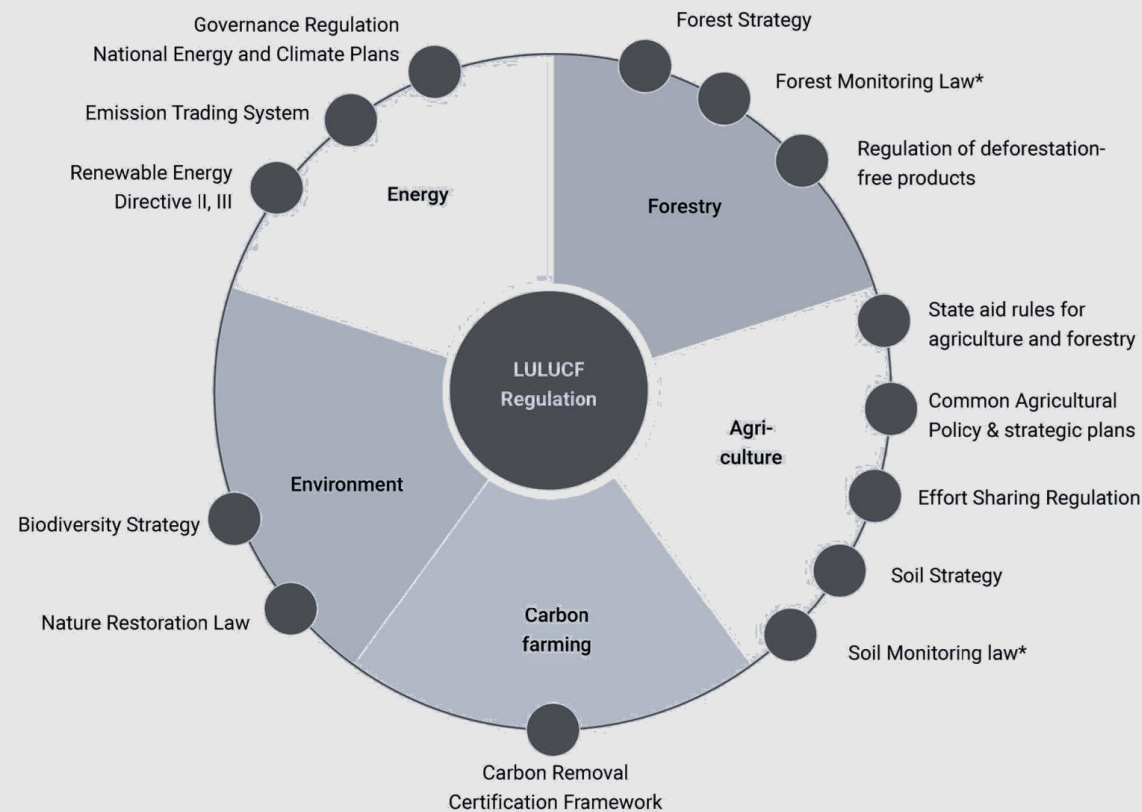 Governance Regulation
National Energy and Climate Plans
Emission Trading System
Renewable Energy
Directive II, III
Energy
Forest Strategy
Forest Monitoring Law*
Regulation of deforestation-
free products
Forestry
LULUCF
Regulation
State aid rules for
agriculture and forestry
Common Agricultural
Policy & strategic plans
Effort Sharing Regulation
Soil Strategy
Soil Monitoring law*
Agri-
culture
Environment
Biodiversity Strategy
Nature Restoration Law
Carbon
farming
Carbon Removal
Certification Framework